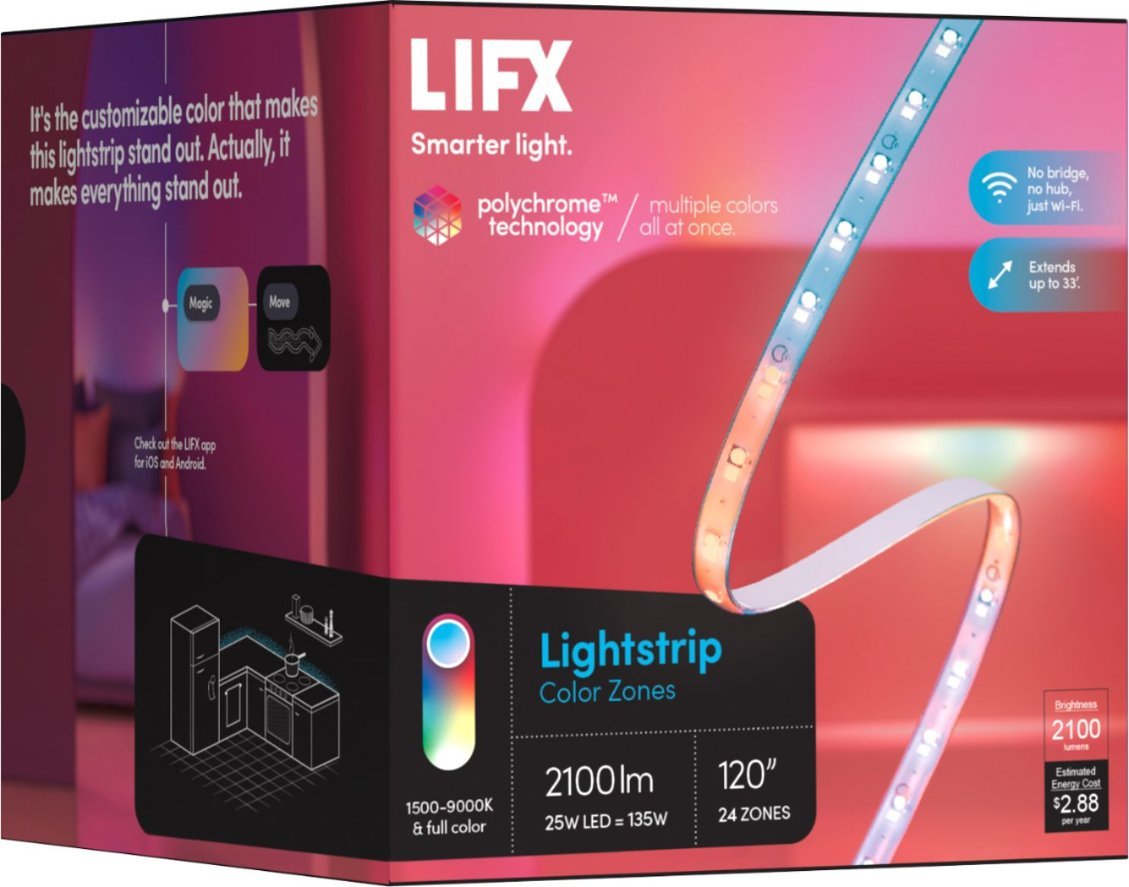 It's the customizable color that makes
this lightstrip stand out. Actually, it
makes everything stand out.
Magic
Move
Check out the LIFX app
for iOS and Android.
LIFX
Smarter light.
polychrome™
technology
multiple colors
all at once.
No bridge,
no hub,
just Wi-Fi.
Extends
up to 33'.
Lightstrip
Color Zones
1500-9000K
& full color
2100lm
25W LED = 135W
120"
24 ZONES
Brightness
2100
lumens
Estimated
Energy Cost
$2.88
per year